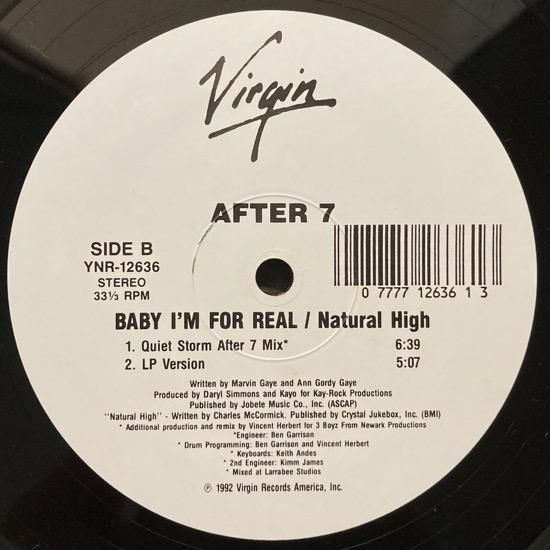 Virgin
AFTER 7
SIDE B
YNR-12636
STEREO
33⅓ RPM
0 7777 12636 1 3
BABY I'M FOR REAL / Natural High
1. Quiet Storm After 7 Mix* 6:39
2. LP Version 5:07
Written by Marvin Gaye and Ann Gordy Gaye
Produced by Daryl Simmons and Kayo for Kay-Rock Productions
Published by Jobete Music Co., Inc. (ASCAP)
"Natural High" - Written by Charles McCormick. Published by Crystal Jukebox, Inc. (BMI)
* Additional production and remix by Vincent Herbert for 3 Boyz From Newark Productions
*Engineer: Ben Garrison
* Drum Programming: Ben Garrison and Vincent Herbert
* Keyboards: Keith Andes
* 2nd Engineer: Kimm James
* Mixed at Larrabee Studios
℗ 1992 Virgin Records America, Inc.